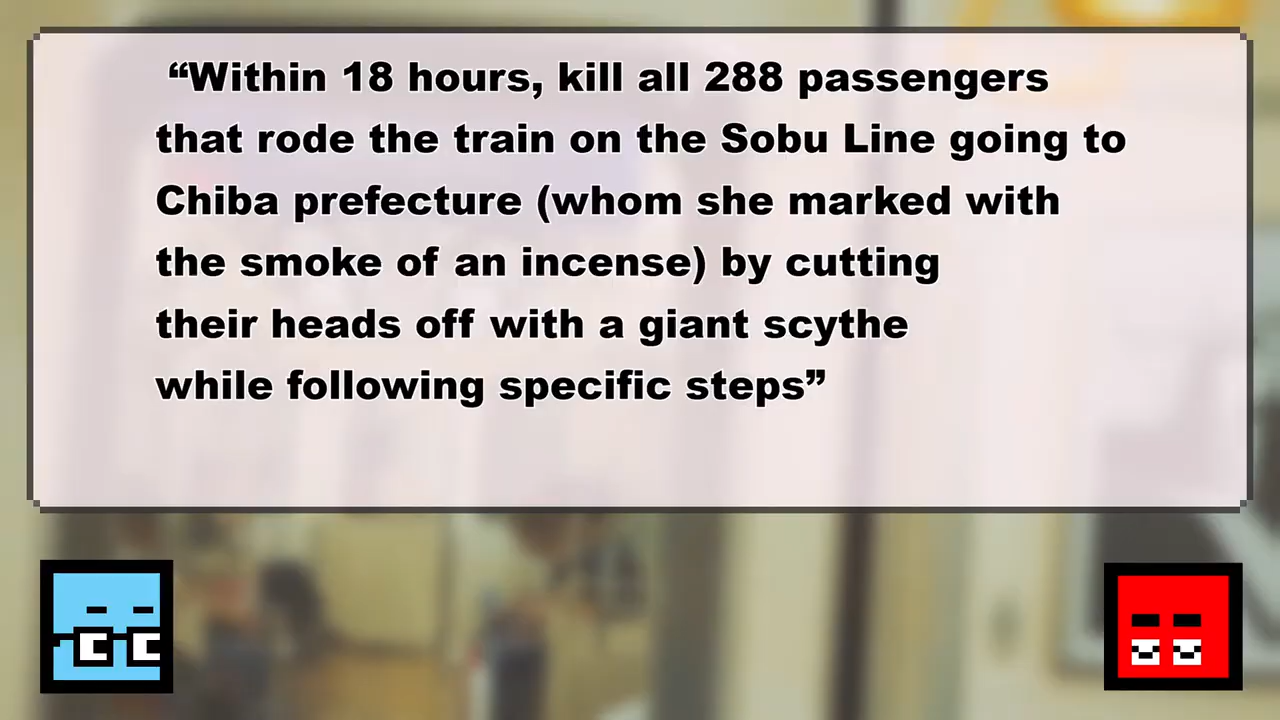 “Within 18 hours, kill all 288 passengers
that rode the train on the Sobu Line going to
Chiba prefecture (whom she marked with
the smoke of an incense) by cutting
their heads off with a giant scythe
while following specific steps”